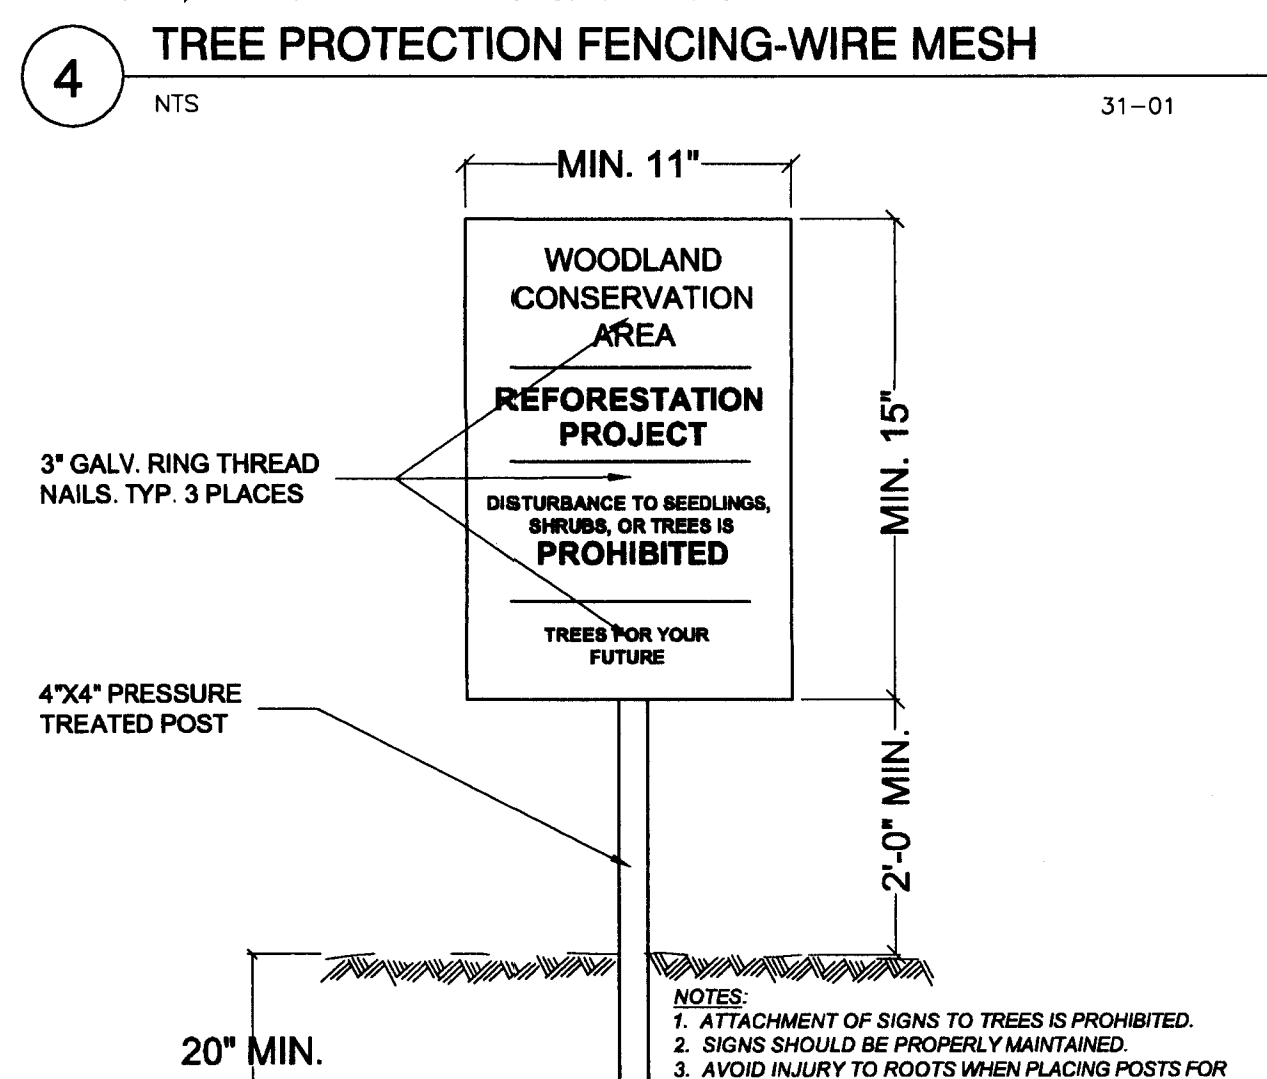 4
TREE PROTECTION FENCING-WIRE MESH
NTS
31-01
MIN. 11"
WOODLAND
CONSERVATION
AREA
REFORESTATION
PROJECT
DISTURBANCE TO SEEDLINGS,
SHRUBS, OR TREES IS
PROHIBITED
TREES FOR YOUR
FUTURE
MIN. 15"
3" GALV. RING THREAD
NAILS. TYP. 3 PLACES
4"X4" PRESSURE
TREATED POST
2'-0" MIN.
20" MIN.
NOTES:
1. ATTACHMENT OF SIGNS TO TREES IS PROHIBITED.
2. SIGNS SHOULD BE PROPERLY MAINTAINED.
3. AVOID INJURY TO ROOTS WHEN PLACING POSTS FOR